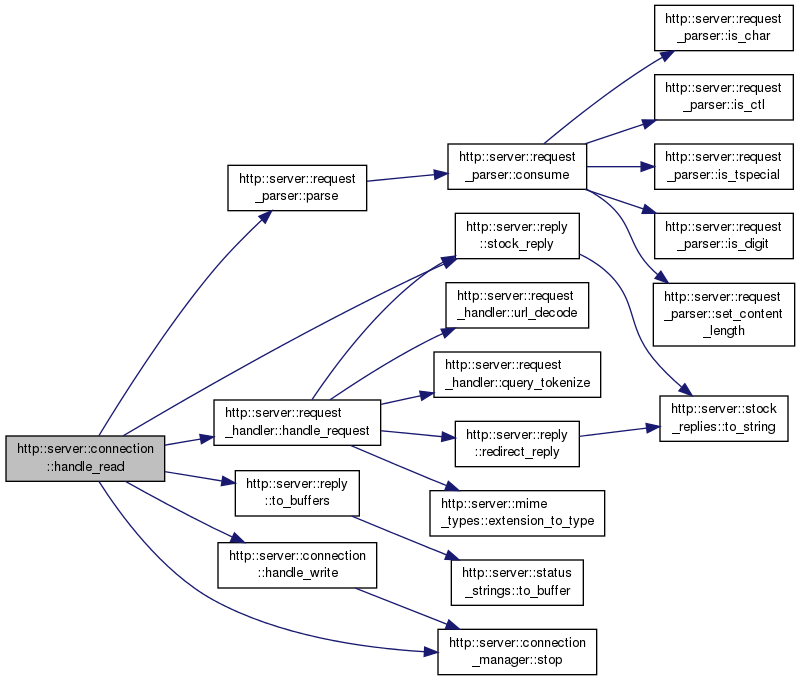 http::server::request
_parser::is_char
http::server::request
_parser::is_ctl
http::server::request
_parser::consume
http::server::request
_parser::is_tspecial
http::server::request
_parser::parse
http::server::reply
::stock_reply
http::server::request
_parser::is_digit
http::server::request
_handler::url_decode
http::server::request
_parser::set_content
_length
http::server::request
_handler::query_tokenize
http::server::request
_handler::handle_request
http::server::stock
_replies::to_string
http::server::connection
::handle_read
http::server::reply
::redirect_reply
http::server::reply
::to_buffers
http::server::mime
_types::extension_to_type
http::server::connection
::handle_write
http::server::status
_strings::to_buffer
http::server::connection
_manager::stop